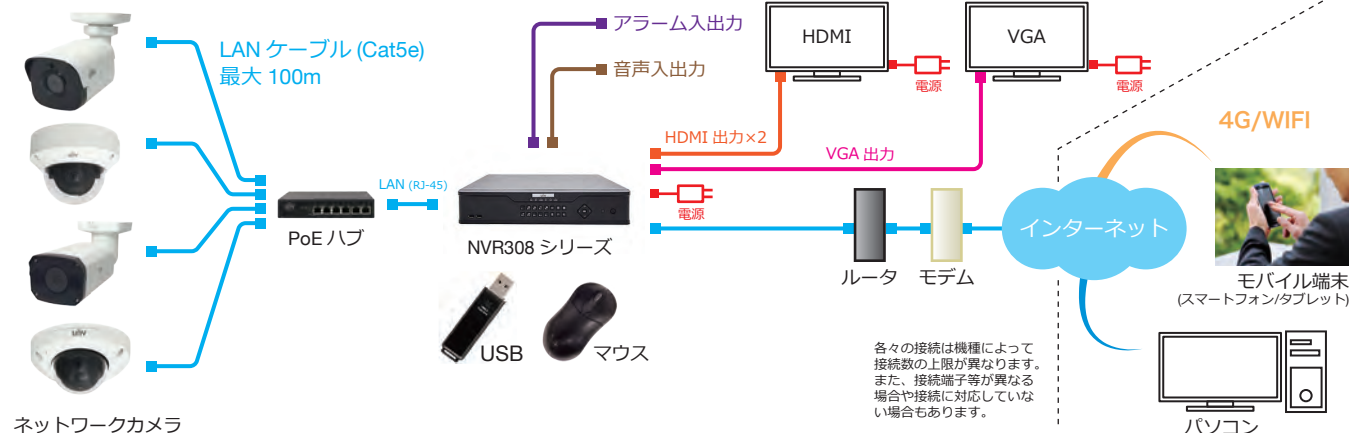 LAN ケーブル (Cat5e)
最大 100m
アラーム入出力
音声入出力
HDMI
VGA
電源
電源
HDMI 出力×2
VGA 出力
4G/WIFI
LAN (RJ-45)
PoE ハブ
NVR308 シリーズ
電源
ルータ
モデム
インターネット
モバイル端末
(スマートフォン/タブレット)
USB
マウス
各々の接続は機種によって
接続数の上限が異なります。
また、接続端子等が異なる
場合や接続に対応していな
い場合もあります。
ネットワークカメラ
パソコン